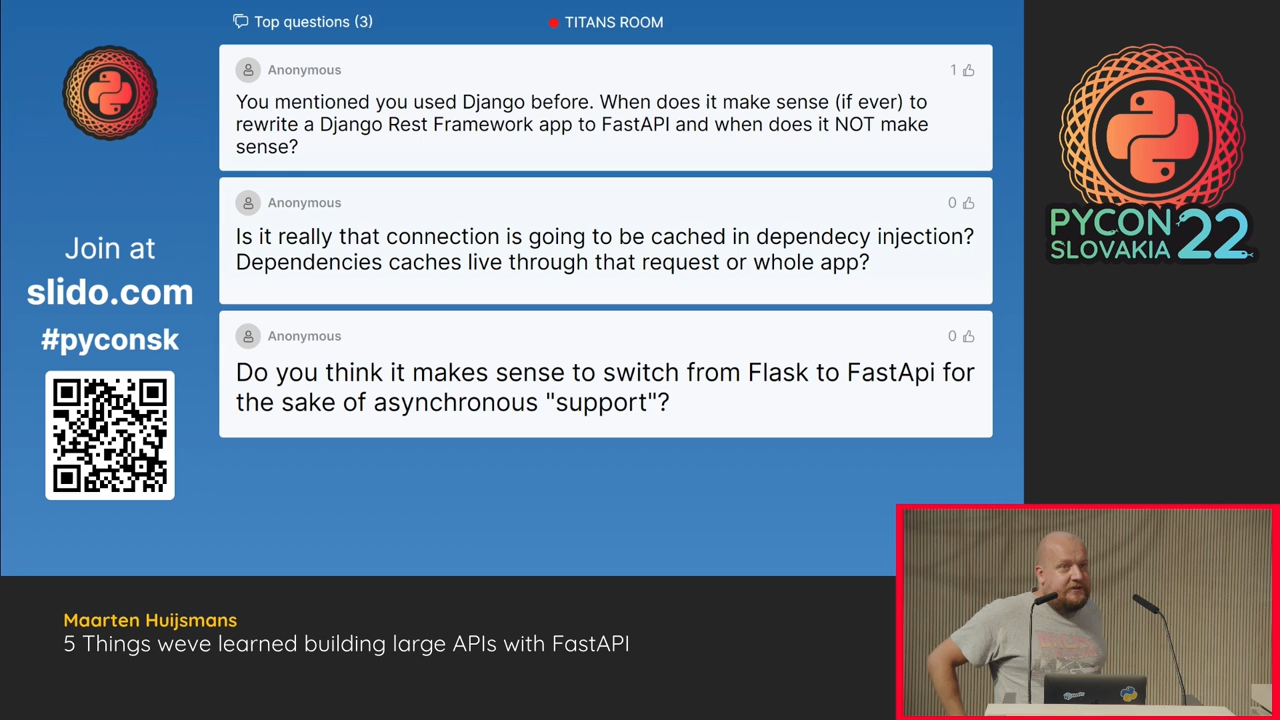 Top questions (3)
TITANS ROOM
Anonymous
1
You mentioned you used Django before. When does it make sense (if ever) to
rewrite a Django Rest Framework app to FastAPI and when does it NOT make
sense?
Anonymous
0
Is it really that connection is going to be cached in dependecy injection?
Dependencies caches live through that request or whole app?
Anonymous
0
Do you think it makes sense to switch from Flask to FastApi for
the sake of asynchronous "support"?
Join at
slido.com
#pyconsk
PYCON
SLOVAKIA
22
Maarten Huijsmans
5 Things weve learned building large APIs with FastAPI